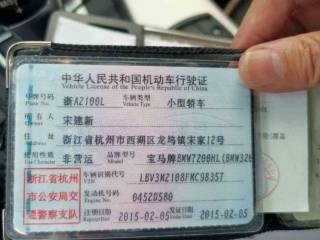 中华人民共和国机动车行驶证
Vehicle License of the People's Republic of China
号牌号码 浙AZ100L 车辆类型 小型轿车
Plate No. Vehicle Type
所有人 宋建新
Owner
住址 浙江省杭州市西湖区龙坞镇宋家12号
Address
使用性质 非营运 品牌型号 宝马牌BMW7200HL(BMW320
Use Character Model
浙江省杭州市公安局交通警察支队
车辆识别代号 LBV3M2108FMC98357
VIN
发动机号码 0452D580
Engine No.
注册日期 2015-02-05 发证日期 2015-02-05
Register Date Issue Date